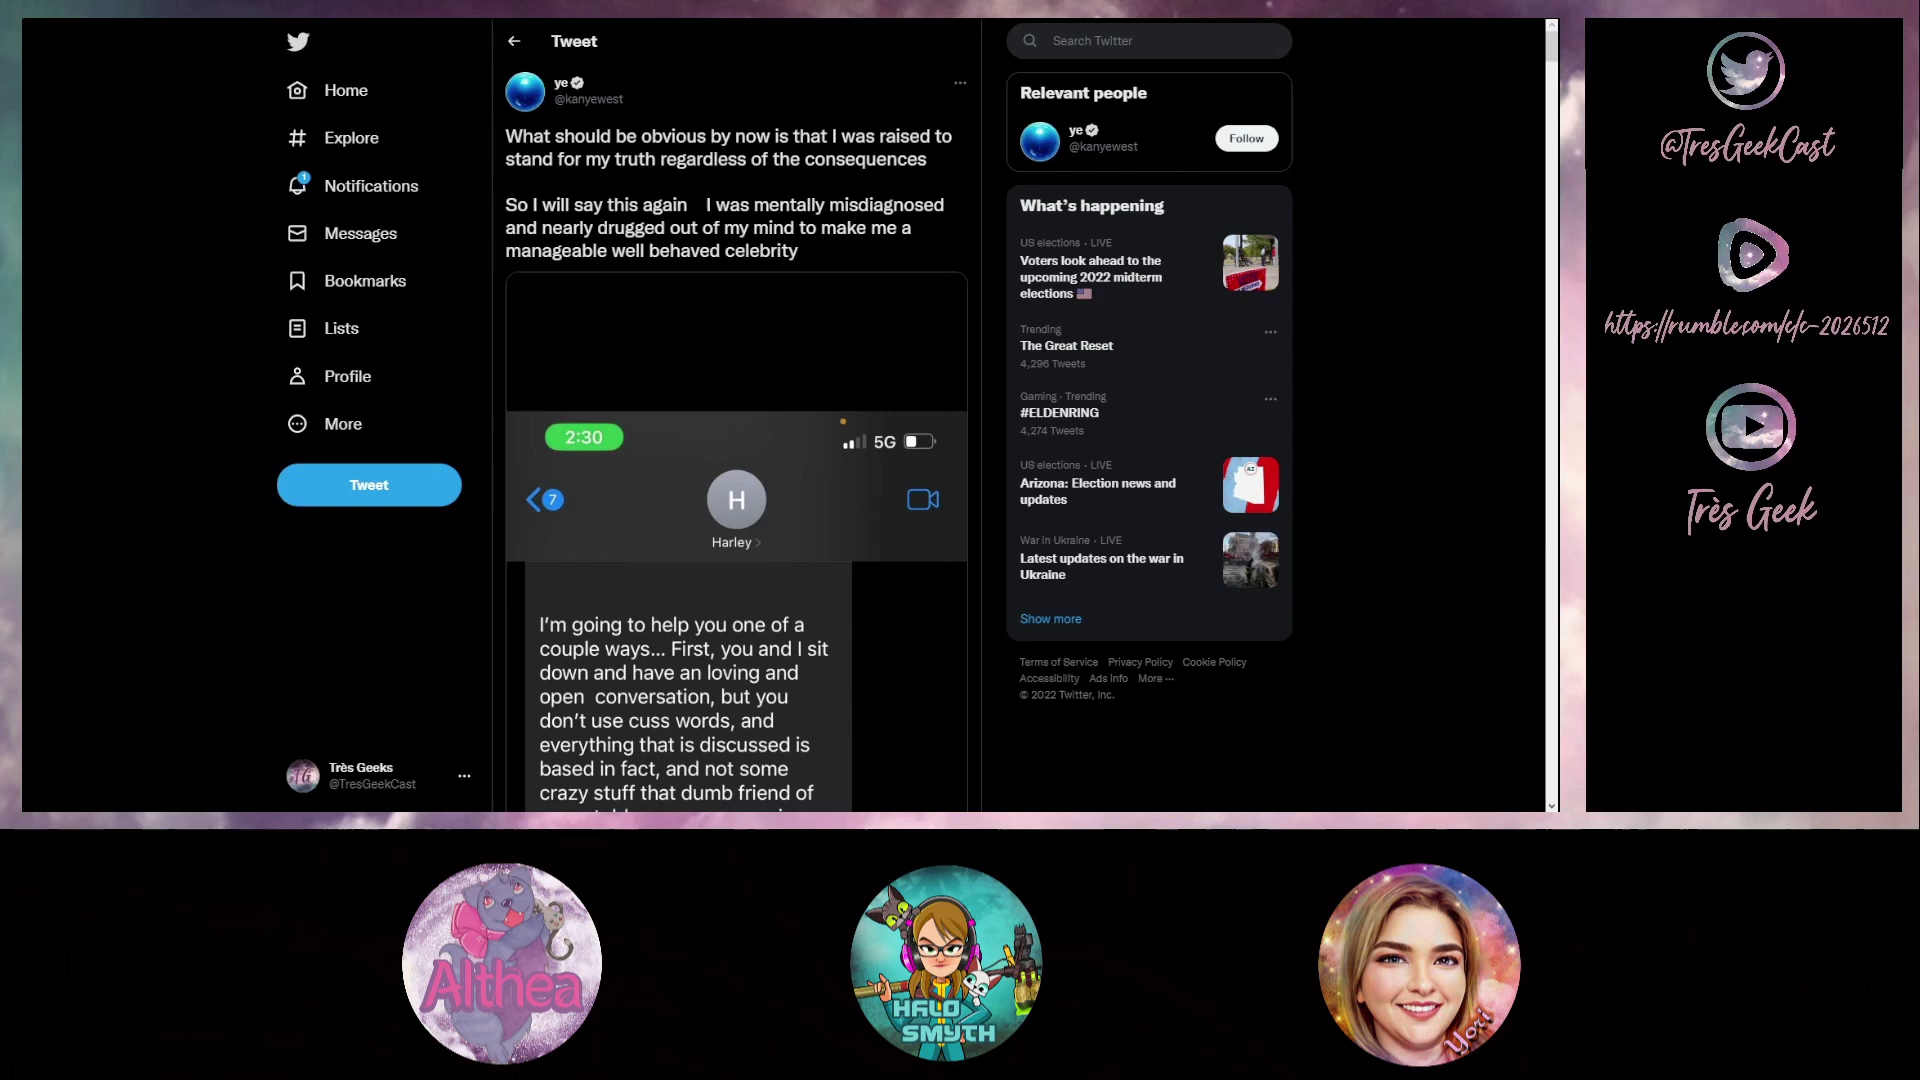 Home
Explore
1
Notifications
Messages
Bookmarks
Lists
Profile
More
Tweet
Très Geeks
@TresGeekCast
Tweet
ye
@kanyewest
What should be obvious by now is that I was raised to
stand for my truth regardless of the consequences
So I will say this again I was mentally misdiagnosed
and nearly drugged out of my mind to make me a
manageable well behaved celebrity
2:30
5G
7
H
Harley
I'm going to help you one of a
couple ways... First, you and I sit
down and have an loving and
open conversation, but you
don't use cuss words, and
everything that is discussed is
based in fact, and not some
crazy stuff that dumb friend of
Search Twitter
Relevant people
ye
@kanyewest
Follow
What's happening
US elections · LIVE
Voters look ahead to the
upcoming 2022 midterm
elections
Trending
The Great Reset
4,296 Tweets
Gaming · Trending
#ELDENRING
4,274 Tweets
US elections · LIVE
Arizona: Election news and
updates
AZ
War in Ukraine · LIVE
Latest updates on the war in
Ukraine
Show more
Terms of Service Privacy Policy Cookie Policy
Accessibility Ads info More ···
© 2022 Twitter, Inc.
@TresGeekCast
https://rumble.com/c/c-2026512
Très Geek
Althea
HALO
SMYTH
Yori